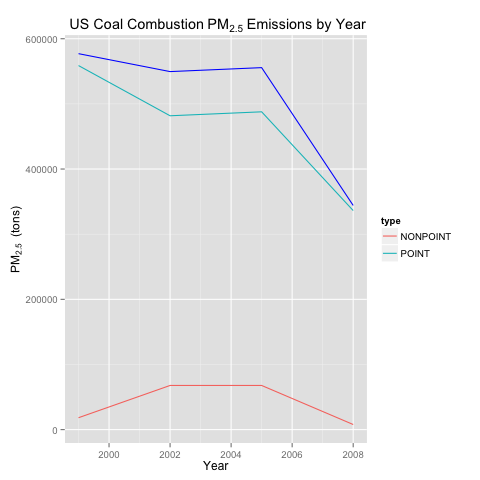 US Coal Combustion PM2.5 Emissions by Year
600000
400000
200000
0
PM2.5 (tons)
2000 2002 2004 2006 2008
Year
type
NONPOINT
POINT